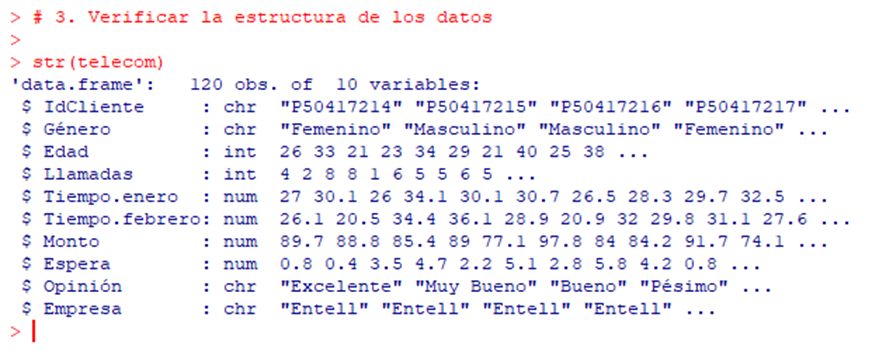 > # 3. Verificar la estructura de los datos
>
> str(telecom)
'data.frame':   120 obs. of  10 variables:
 $ IdCliente     : chr  "P50417214" "P50417215" "P50417216" "P50417217" ...
 $ Género        : chr  "Femenino" "Masculino" "Masculino" "Femenino" ...
 $ Edad          : int  26 33 21 23 34 29 21 40 25 38 ...
 $ Llamadas      : int  4 2 8 8 1 6 5 5 6 5 ...
 $ Tiempo.enero  : num  27 30.1 26 34.1 30.1 30.7 26.5 28.3 29.7 32.5 ...
 $ Tiempo.febrero: num  26.1 20.5 34.4 36.1 28.9 20.9 32 29.8 31.1 27.6 ...
 $ Monto         : num  89.7 88.8 85.4 89 77.1 97.8 84 84.2 91.7 74.1 ...
 $ Espera        : num  0.8 0.4 3.5 4.7 2.2 5.1 2.8 5.8 4.2 0.8 ...
 $ Opinión       : chr  "Excelente" "Muy Bueno" "Bueno" "Pésimo" ...
 $ Empresa       : chr  "Entell" "Entell" "Entell" "Entell" ...
>